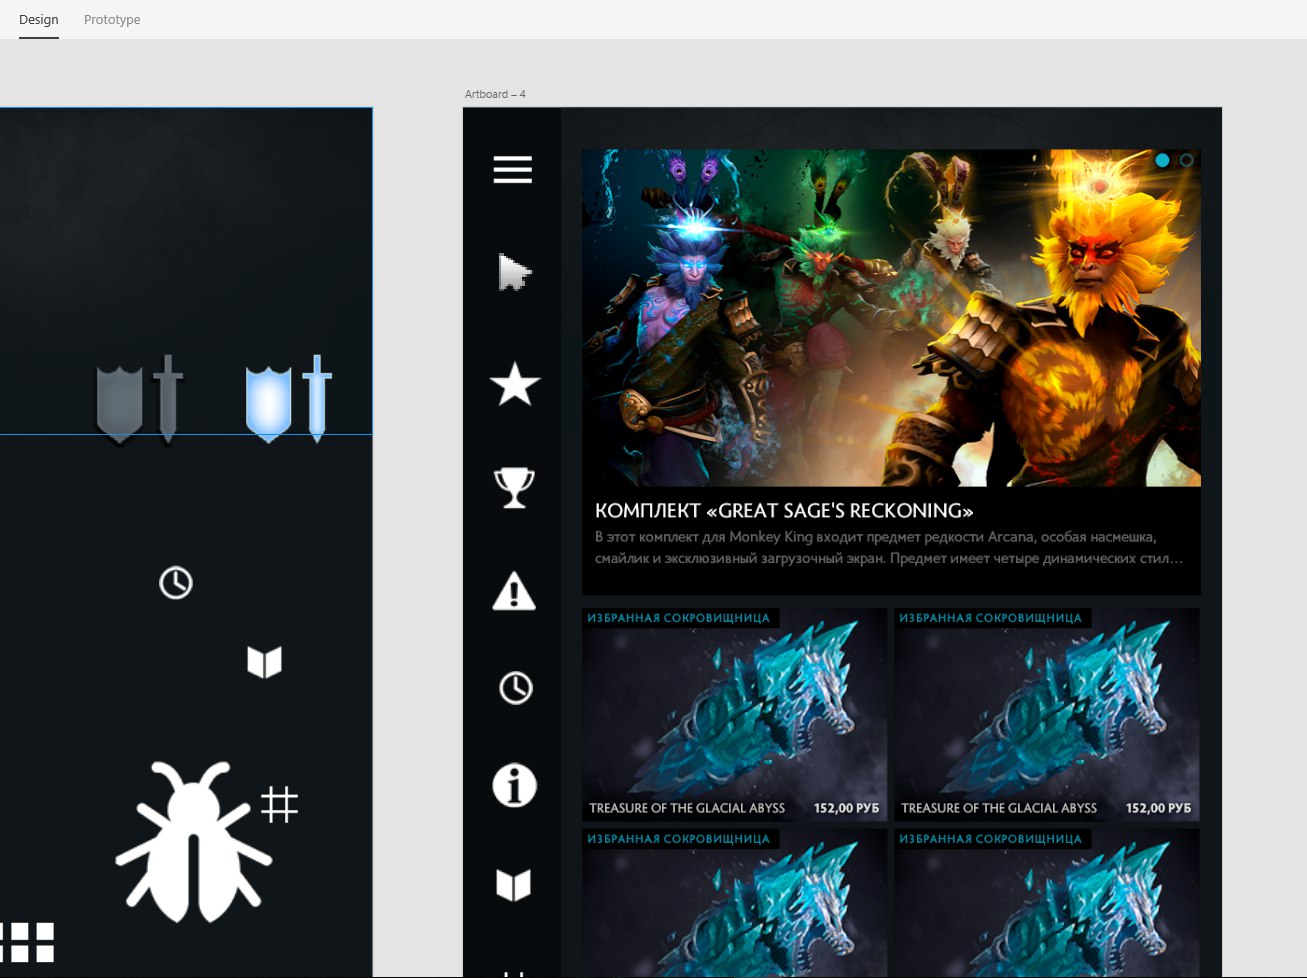 Design Prototype
Artboard – 4
КОМПЛЕКТ «GREAT SAGE'S RECKONING»
В этот комплект для Monkey King входит предмет редкости Arcana, особая насмешка,
смайлик и эксклюзивный загрузочный экран. Предмет имеет четыре динамических стил...
ИЗБРАННАЯ СОКРОВИЩНИЦА
TREASURE OF THE GLACIAL ABYSS 152,00 РУБ
ИЗБРАННАЯ СОКРОВИЩНИЦА
TREASURE OF THE GLACIAL ABYSS 152,00 РУБ
ИЗБРАННАЯ СОКРОВИЩНИЦА
ИЗБРАННАЯ СОКРОВИЩНИЦА